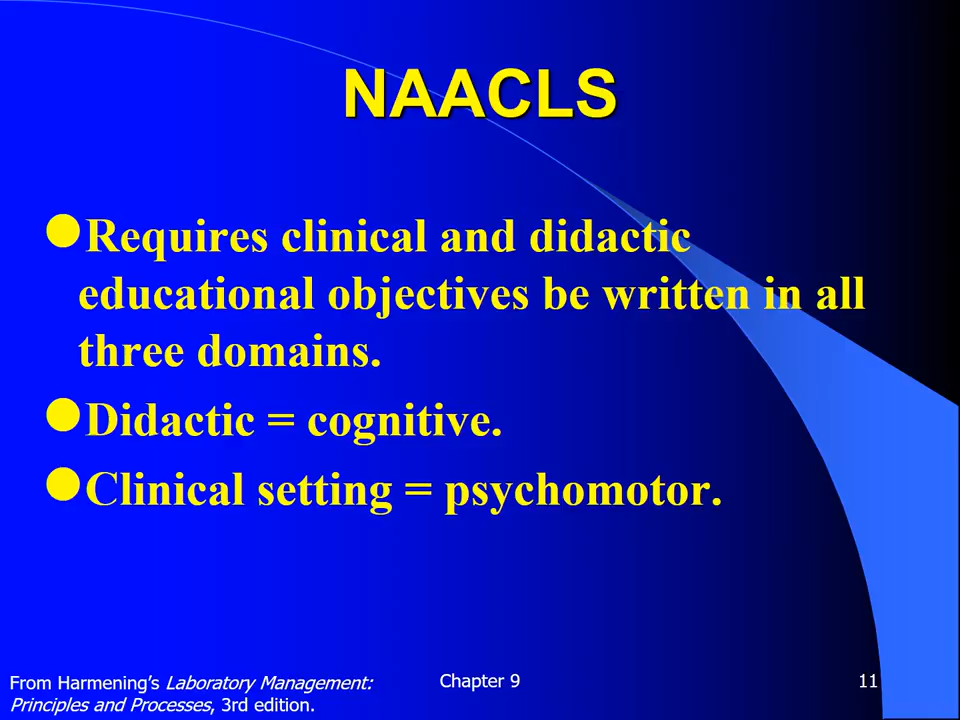 NAACLS
Requires clinical and didactic
educational objectives be written in all
three domains.
Didactic = cognitive.
Clinical setting = psychomotor.
From Harmening's Laboratory Management:
Principles and Processes, 3rd edition.
Chapter 9
11